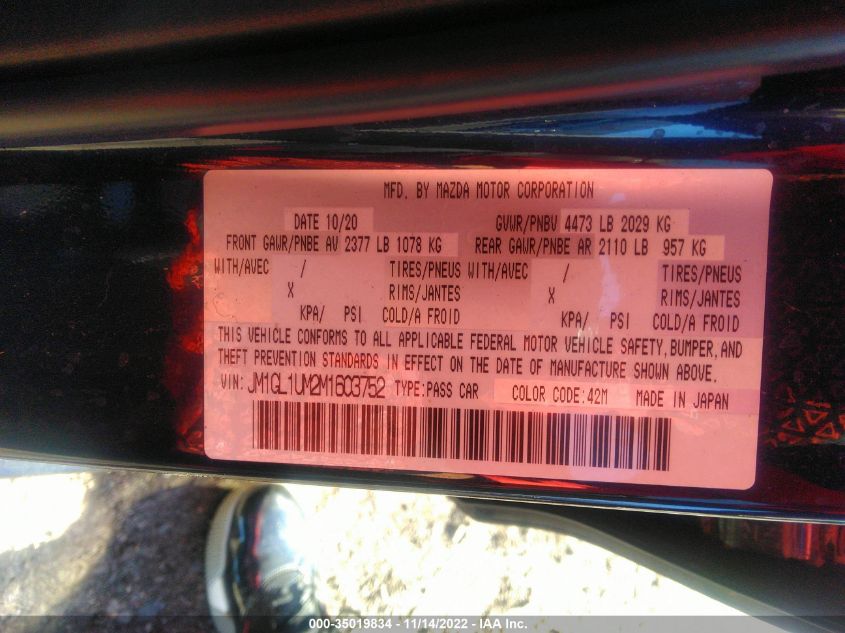 MFD. BY MAZDA MOTOR CORPORATION
DATE 10/20 GVWR/PNBV 4473 LB 2029 KG
FRONT GAWR/PNBE AV 2377 LB 1078 KG REAR GAWR/PNBE AR 2110 LB 957 KG
WITH/AVEC / TIRES/PNEUS WITH/AVEC / TIRES/PNEUS
X RIMS/JANTES X RIMS/JANTES
KPA/ PSI COLD/A FROID KPA/ PSI COLD/A FROID
THIS VEHICLE CONFORMS TO ALL APPLICABLE FEDERAL MOTOR VEHICLE SAFETY, BUMPER, AND
THEFT PREVENTION STANDARDS IN EFFECT ON THE DATE OF MANUFACTURE SHOWN ABOVE.
VIN: JM1GL1UM2M1603752 TYPE:PASS CAR COLOR CODE:42M MADE IN JAPAN
000-35019834 - 11/14/2022 - IAA Inc.